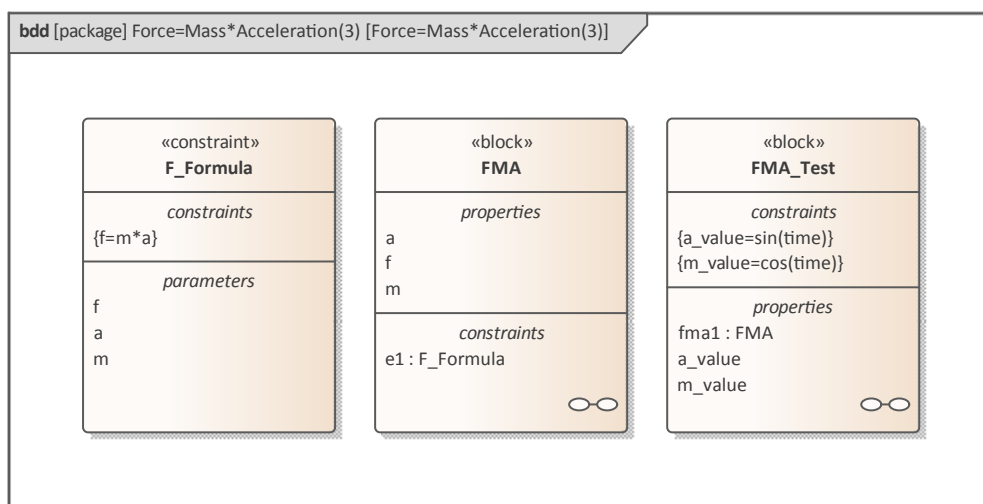 bdd [package] Force=Mass*Acceleration(3) [Force=Mass*Acceleration(3)]
«constraint»
F_Formula
constraints
{f=m*a}
parameters
f
a
m
«block»
FMA
properties
a
f
m
constraints
e1 : F_Formula
«block»
FMA_Test
constraints
{a_value=sin(time)}
{m_value=cos(time)}
properties
fma1 : FMA
a_value
m_value